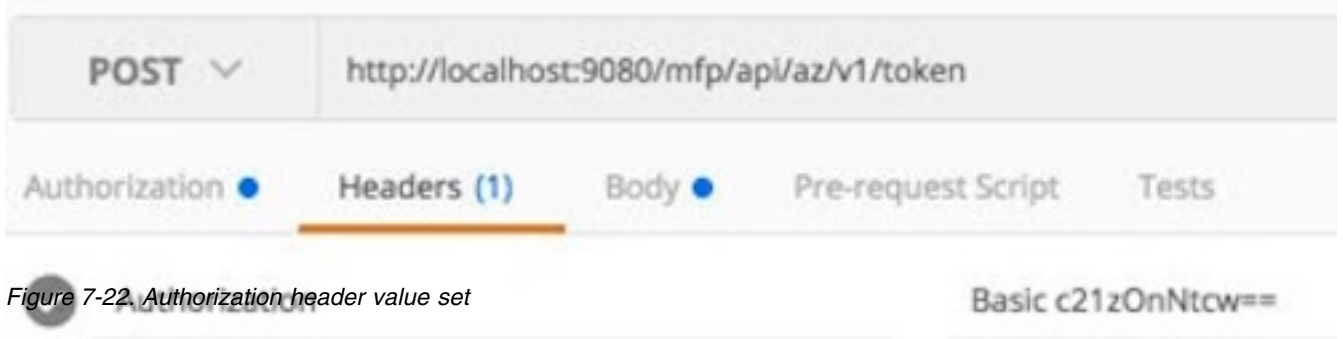 POST http://localhost:9080/mfp/api/az/v1/token
Authorization Headers (1) Body Pre-request Script Tests
Authorization Basic c21zOnNtcw==
Figure 7-22. Authorization header value set